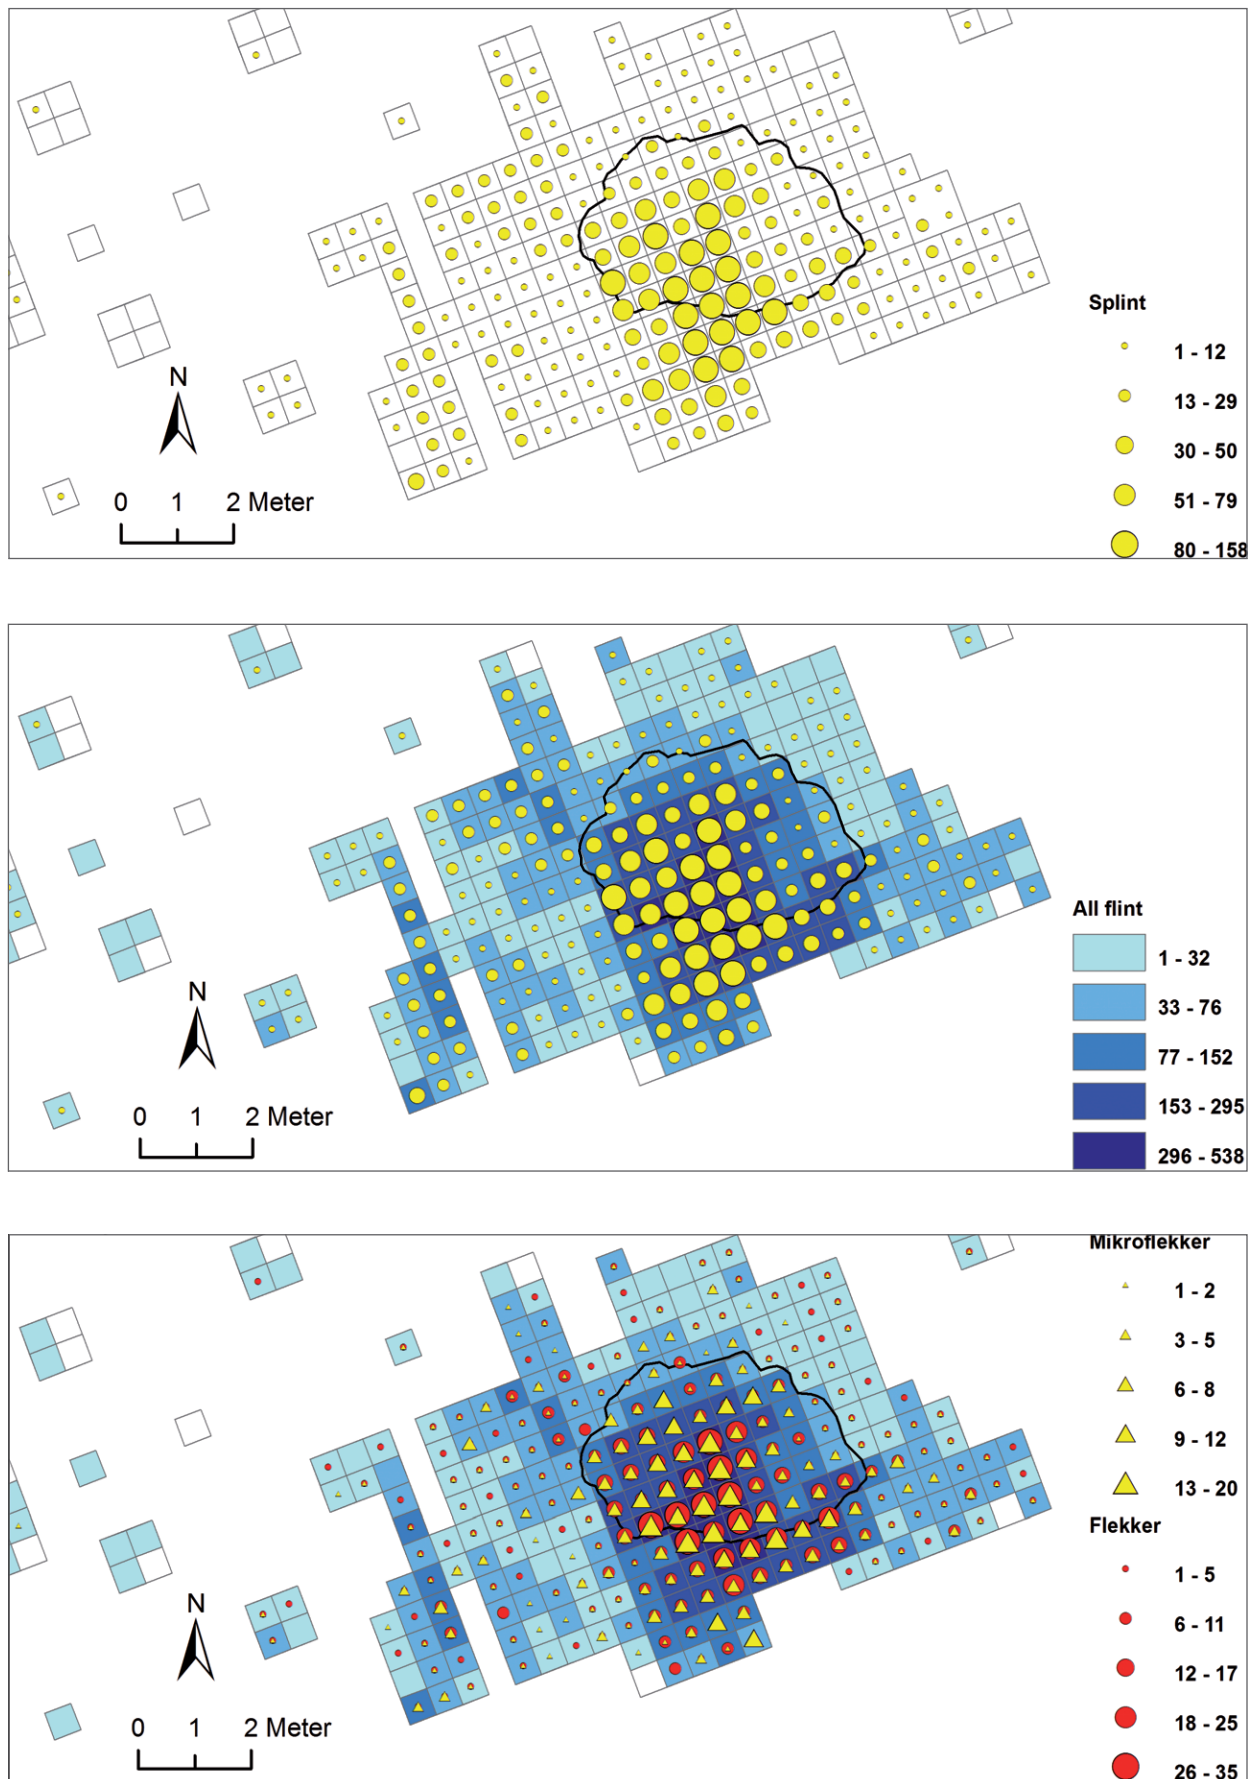 N
0 1 2 Meter
Splint
1 - 12
13 - 29
30 - 50
51 - 79
80 - 158
N
0 1 2 Meter
All flint
1 - 32
33 - 76
77 - 152
153 - 295
296 - 538
N
0 1 2 Meter
Mikroflekker
1 - 2
3 - 5
6 - 8
9 - 12
13 - 20
Flekker
1 - 5
6 - 11
12 - 17
18 - 25
26 - 35